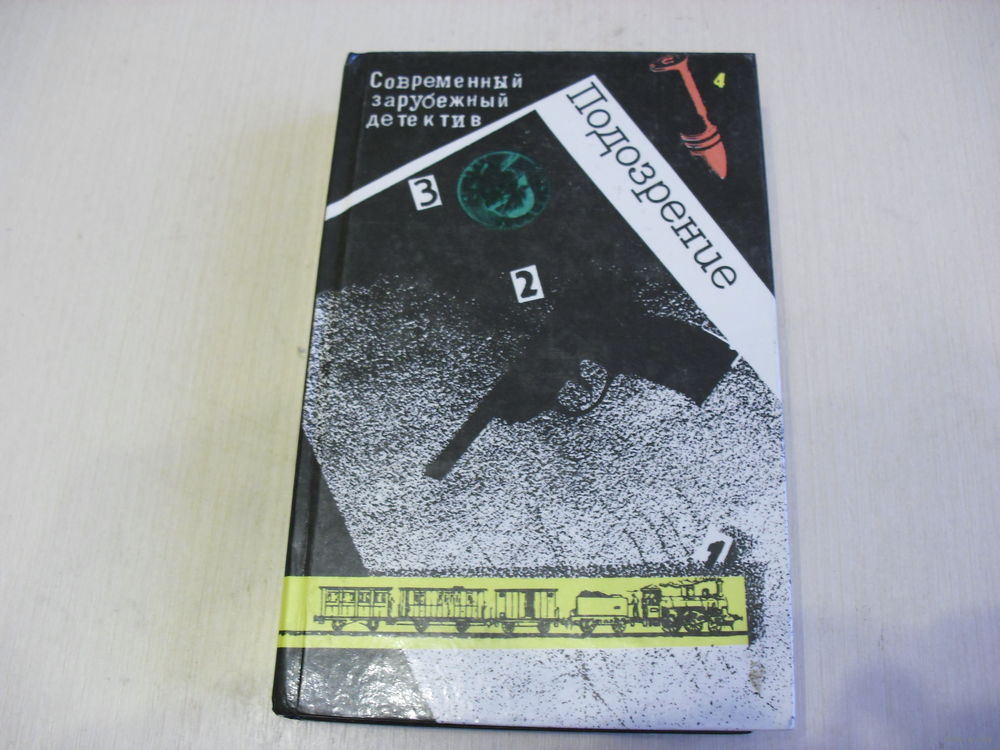 Современный
зарубежный
детектив
Подозрение
4
3
2
1